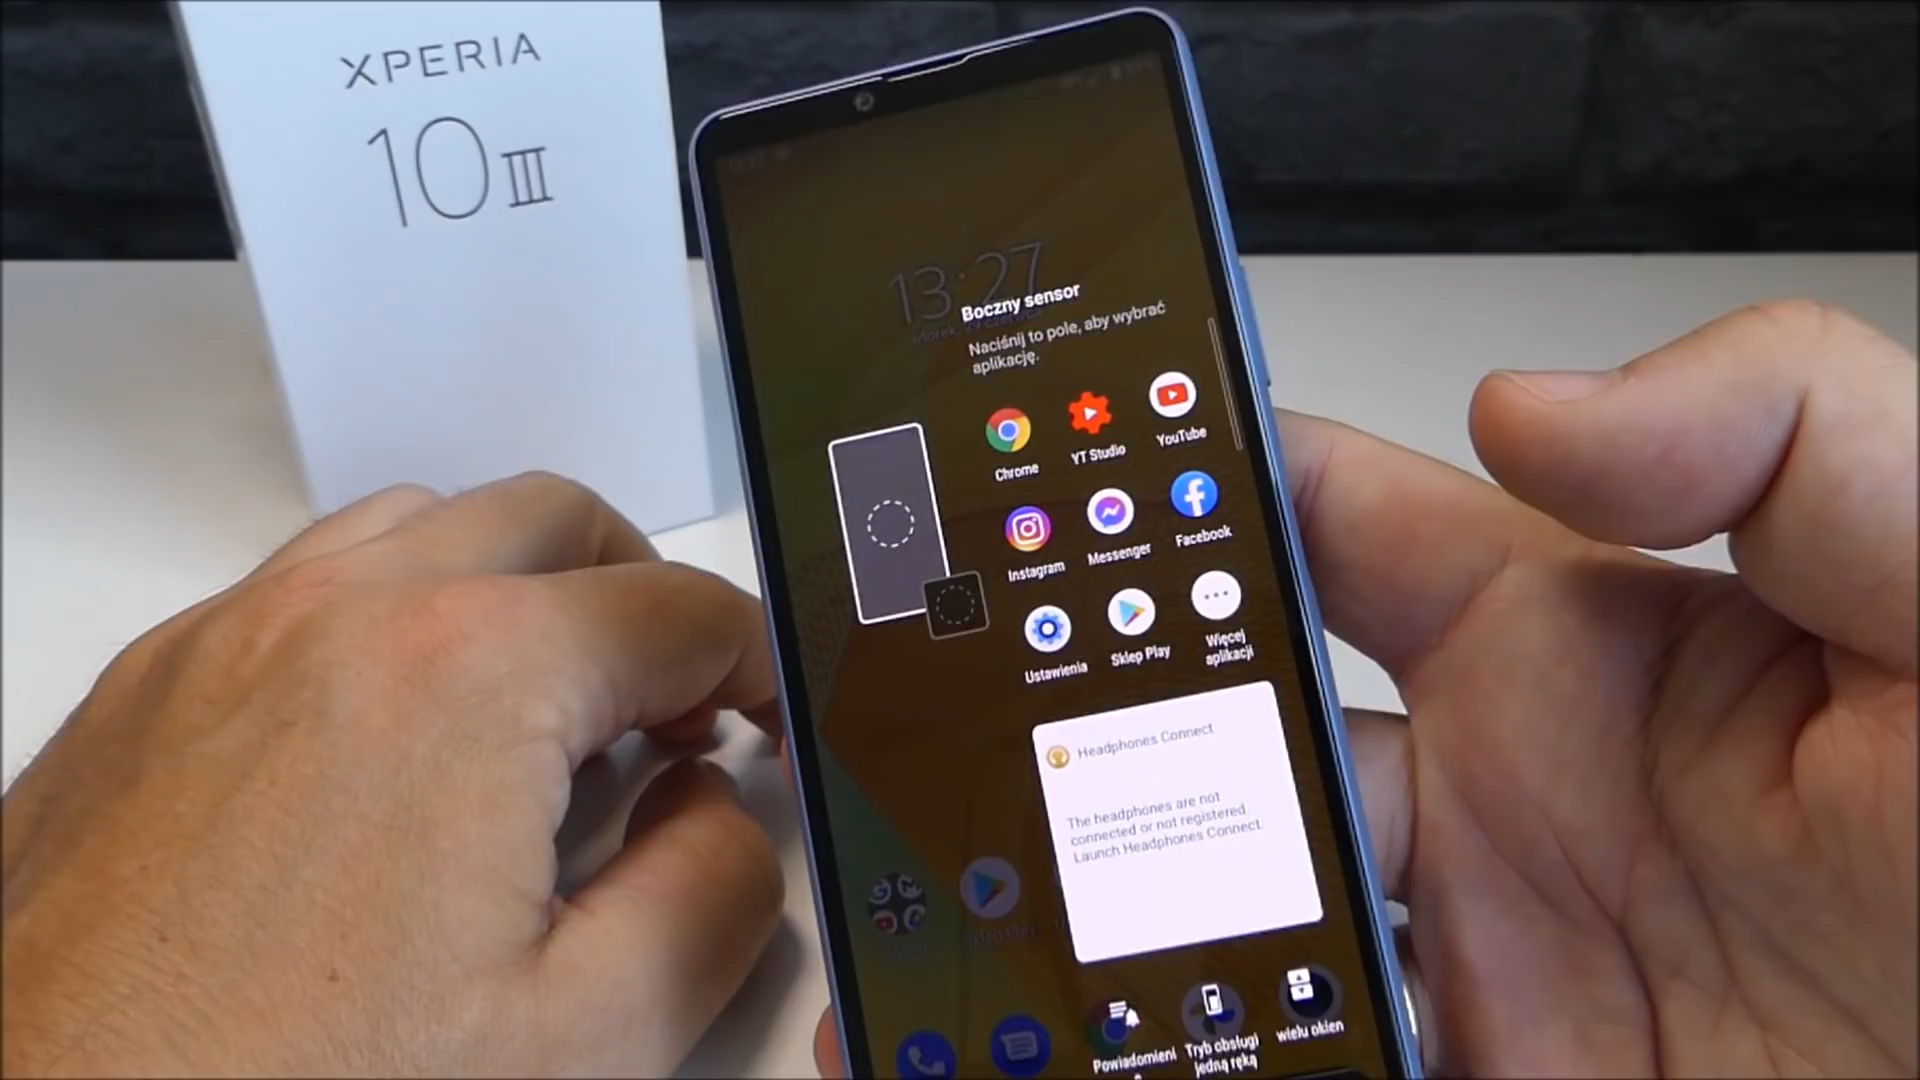 XPERIA
10 III
13:27
Boczny sensor
Naciśnij to pole, aby wybrać
aplikację.
Chrome
YT Studio
YouTube
Instagram
Messenger
Facebook
Ustawienia
Sklep Play
Więcej
aplikacji
Headphones Connect
The headphones are not
connected or not registered.
Launch Headphones Connect.
Powiadomieni
Tryb obsługi
jedną ręką
wielu okien